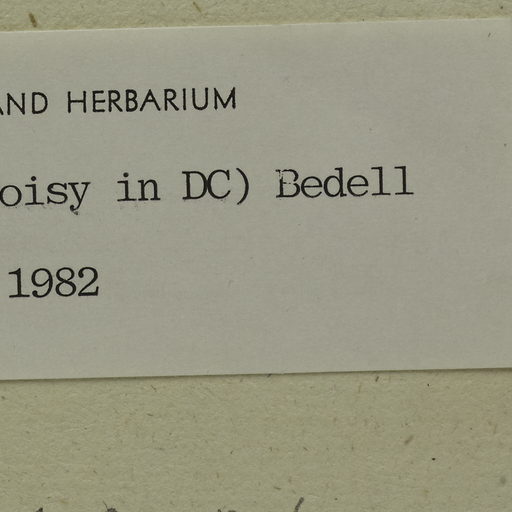 AND HERBARIUM
oisy in DC) Bedell
1982